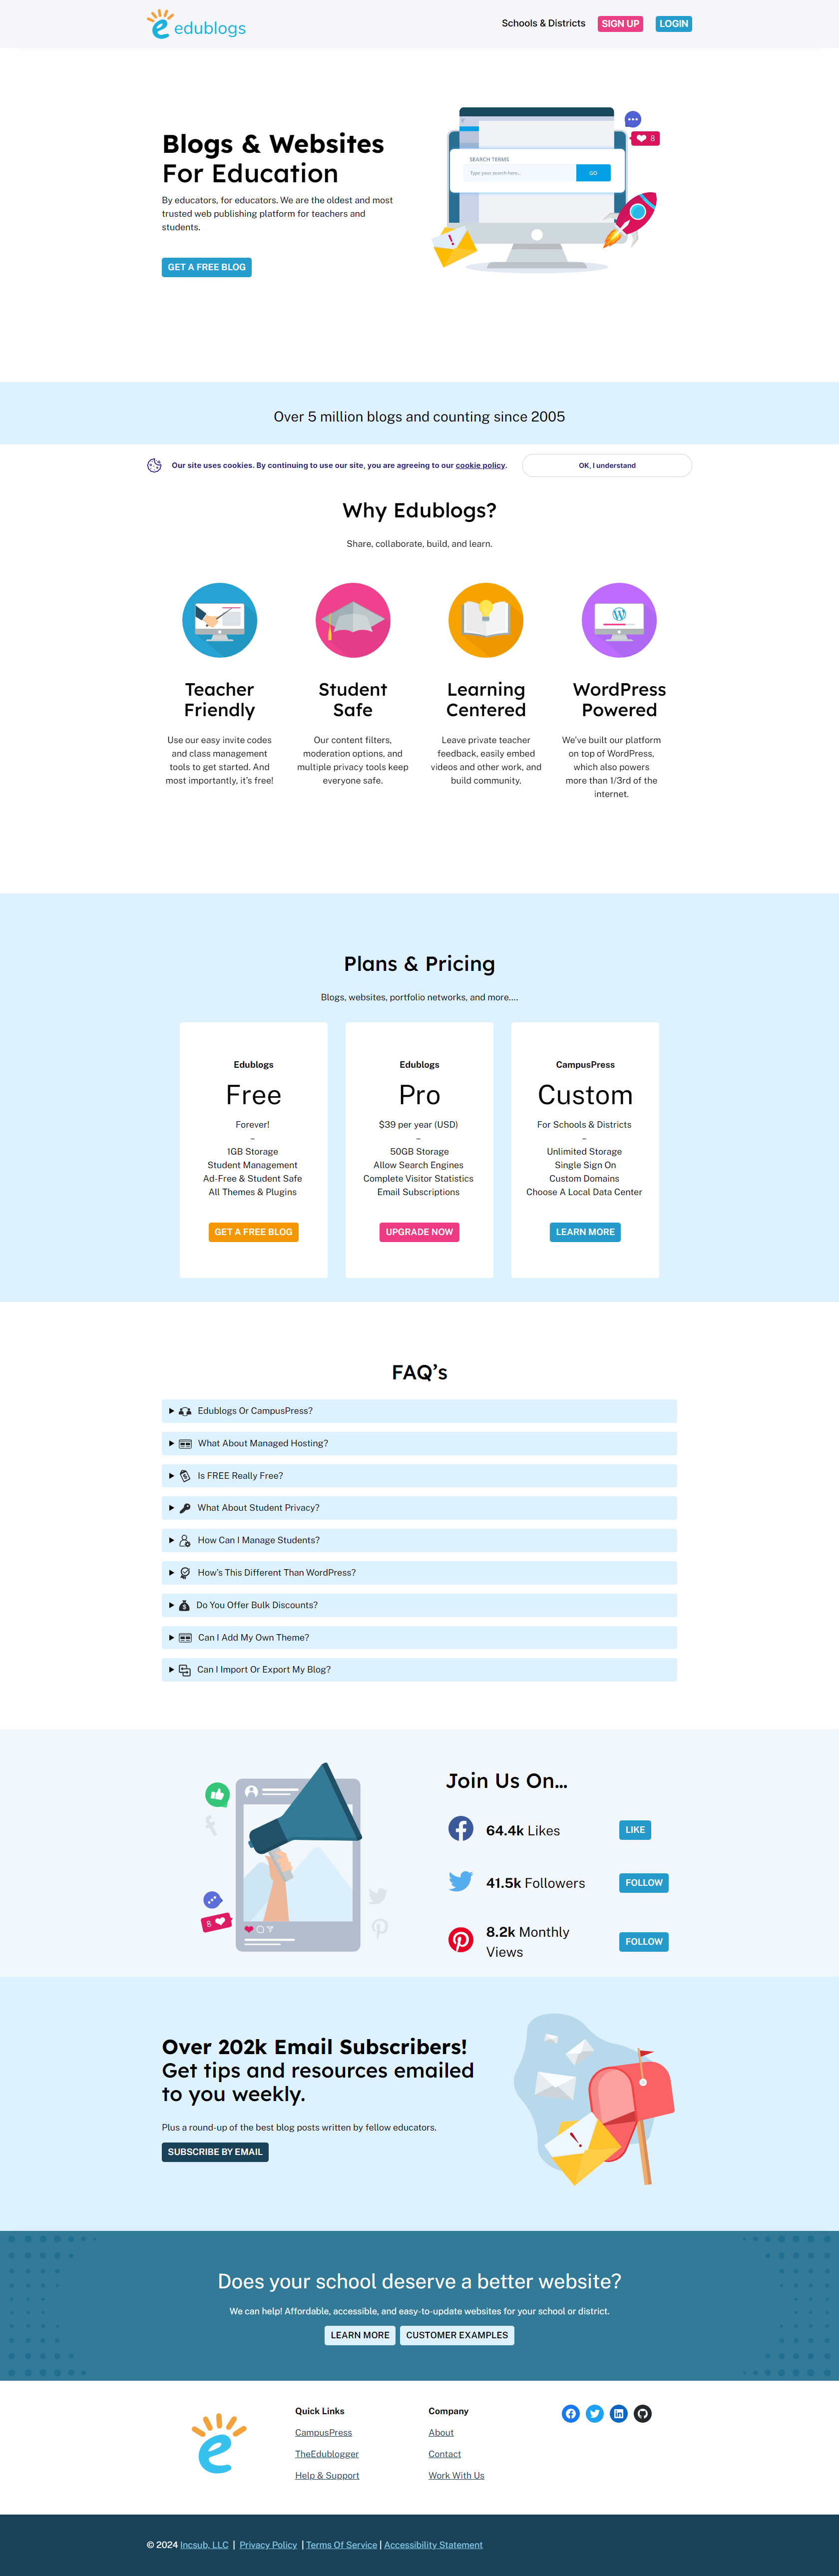 edublogs
Schools & Districts
SIGN UP
LOGIN
Blogs & Websites
For Education
By educators, for educators. We are the oldest and most
trusted web publishing platform for teachers and
students.
GET A FREE BLOG
SEARCH TERMS
Type your search here...
GO
8
Over 5 million blogs and counting since 2005
Our site uses cookies. By continuing to use our site, you are agreeing to our cookie policy.
OK, I understand
Why Edublogs?
Share, collaborate, build, and learn.
Teacher
Friendly
Use our easy invite codes
and class management
tools to get started. And
most importantly, it's free!
Student
Safe
Our content filters,
moderation options, and
multiple privacy tools keep
everyone safe.
Learning
Centered
Leave private teacher
feedback, easily embed
videos and other work, and
build community.
WordPress
Powered
We've built our platform
on top of WordPress,
which also powers
more than 1/3rd of the
internet.
Plans & Pricing
Blogs, websites, portfolio networks, and more....
Edublogs
Free
Forever!
–
1GB Storage
Student Management
Ad-Free & Student Safe
All Themes & Plugins
GET A FREE BLOG
Edublogs
Pro
$39 per year (USD)
–
50GB Storage
Allow Search Engines
Complete Visitor Statistics
Email Subscriptions
UPGRADE NOW
CampusPress
Custom
For Schools & Districts
–
Unlimited Storage
Single Sign On
Custom Domains
Choose A Local Data Center
LEARN MORE
FAQ's
Edublogs Or CampusPress?
What About Managed Hosting?
Is FREE Really Free?
What About Student Privacy?
How Can I Manage Students?
How's This Different Than WordPress?
Do You Offer Bulk Discounts?
Can I Add My Own Theme?
Can I Import Or Export My Blog?
8
Join Us On...
64.4k Likes
LIKE
41.5k Followers
FOLLOW
8.2k Monthly
Views
FOLLOW
Over 202k Email Subscribers!
Get tips and resources emailed
to you weekly.
Plus a round-up of the best blog posts written by fellow educators.
SUBSCRIBE BY EMAIL
Does your school deserve a better website?
We can help! Affordable, accessible, and easy-to-update websites for your school or district.
LEARN MORE
CUSTOMER EXAMPLES
Quick Links
CampusPress
TheEdublogger
Help & Support
Company
About
Contact
Work With Us
© 2024 Incsub, LLC | Privacy Policy | Terms Of Service | Accessibility Statement